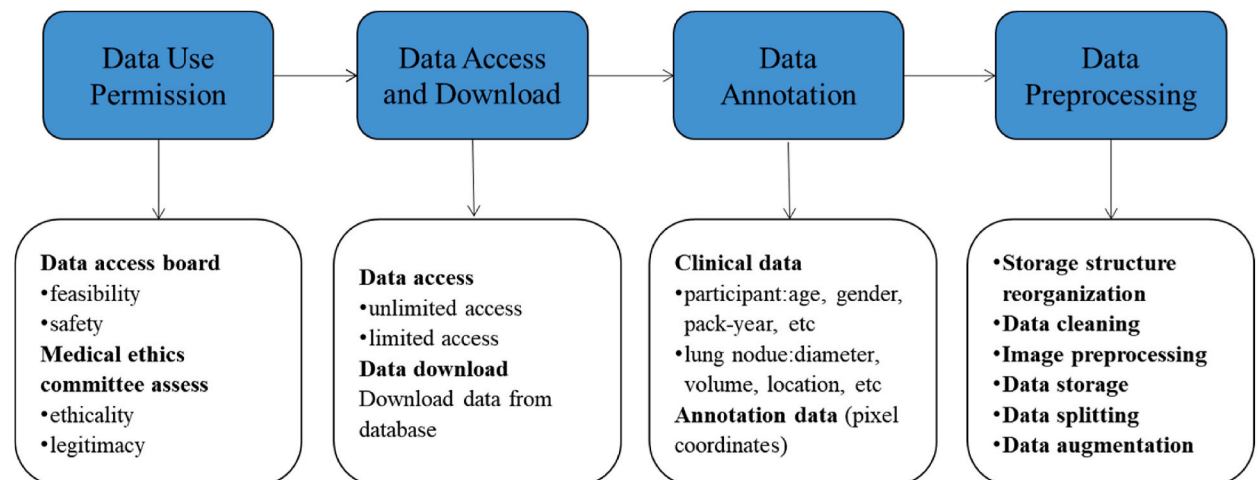 Data Use
Permission
Data Access
and Download
Data
Annotation
Data
Preprocessing
Data access board
•feasibility
•safety
Medical ethics
committee assess
•ethicality
•legitimacy
Data access
•unlimited access
•limited access
Data download
Download data from
database
Clinical data
•participant:age, gender,
pack-year, etc
•lung nodue:diameter,
volume, location, etc
Annotation data (pixel
coordinates)
•Storage structure
reorganization
•Data cleaning
•Image preprocessing
•Data storage
•Data splitting
•Data augmentation